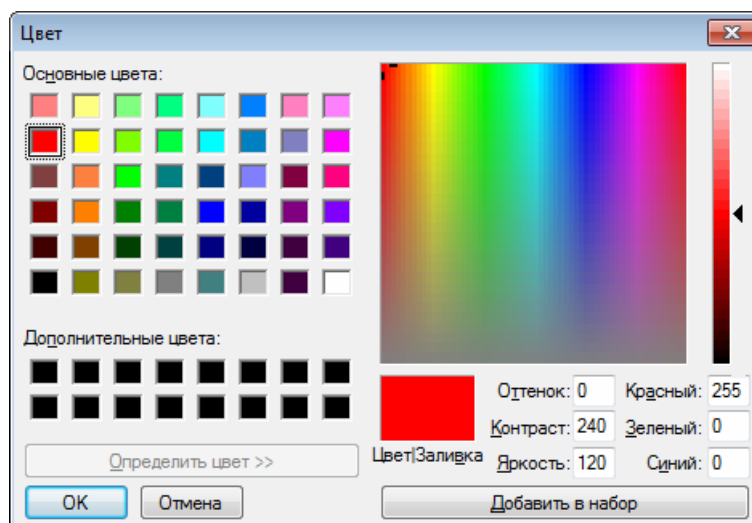 Цвет
Основные цвета:
Дополнительные цвета:
Определить цвет >>
OK
Отмена
Цвет|Заливка
Оттенок: 0
Контраст: 240
Яркость: 120
Красный: 255
Зеленый: 0
Синий: 0
Добавить в набор